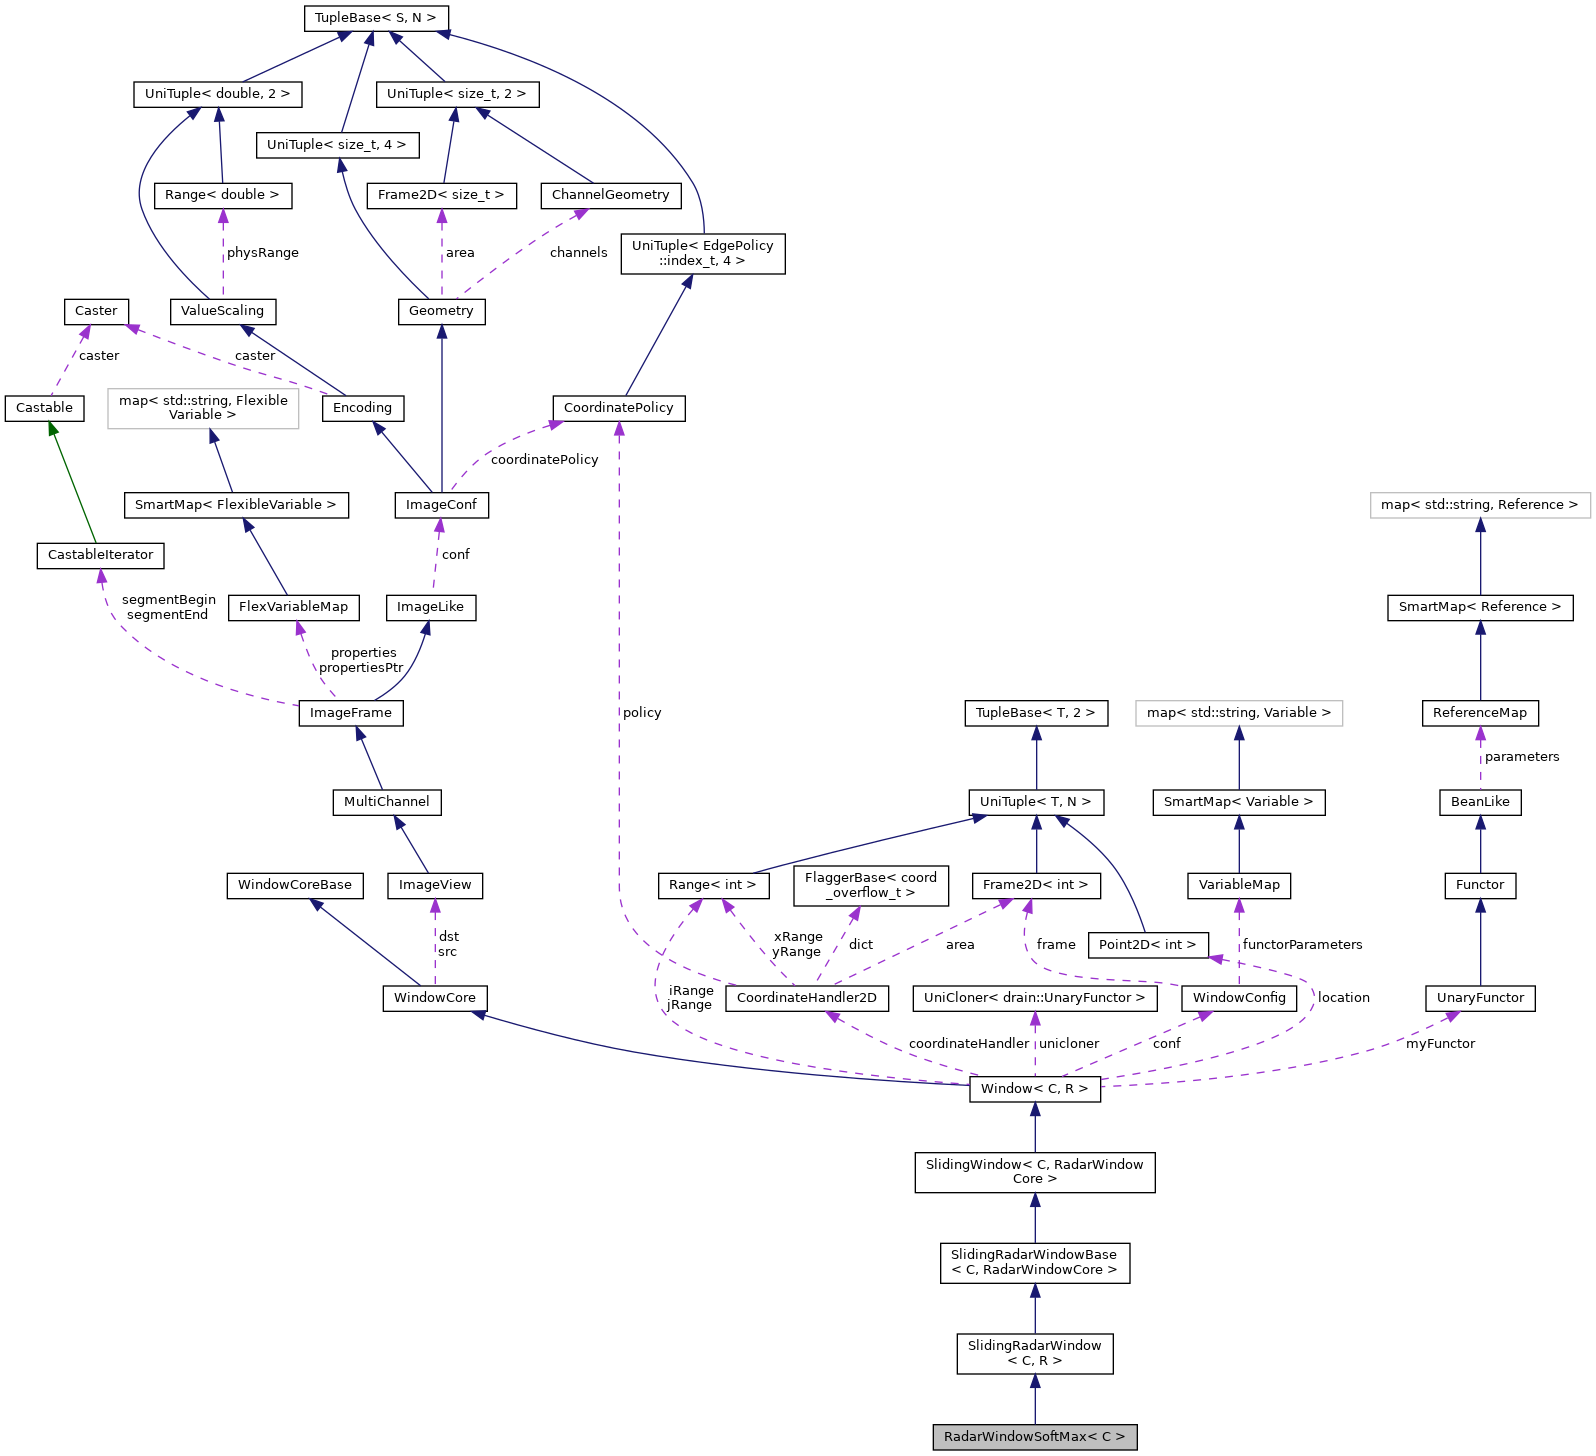 TupleBase< S, N >
UniTuple< double, 2 >
UniTuple< size_t, 2 >
UniTuple< size_t, 4 >
Range< double >
Frame2D< size_t >
ChannelGeometry
UniTuple< EdgePolicy
::index_t, 4 >
physRange
area
channels
Caster
ValueScaling
Geometry
caster
caster
map< std::string, Flexible
Variable >
Castable
Encoding
CoordinatePolicy
coordinatePolicy
SmartMap< FlexibleVariable >
ImageConf
map< std::string, Reference >
CastableIterator
conf
segmentBegin
segmentEnd
FlexVariableMap
ImageLike
SmartMap< Reference >
properties
propertiesPtr
ImageFrame
policy
TupleBase< T, 2 >
map< std::string, Variable >
ReferenceMap
parameters
MultiChannel
UniTuple< T, N >
SmartMap< Variable >
BeanLike
WindowCoreBase
ImageView
Range< int >
FlaggerBase< coord
_overflow_t >
Frame2D< int >
VariableMap
Functor
dst
src
xRange
yRange
dict
area
frame
Point2D< int >
functorParameters
WindowCore
iRange
jRange
CoordinateHandler2D
UniCloner< drain::UnaryFunctor >
WindowConfig
location
UnaryFunctor
coordinateHandler
unicloner
conf
myFunctor
Window< C, R >
SlidingWindow< C, RadarWindow
Core >
SlidingRadarWindowBase
< C, RadarWindowCore >
SlidingRadarWindow
< C, R >
RadarWindowSoftMax< C >